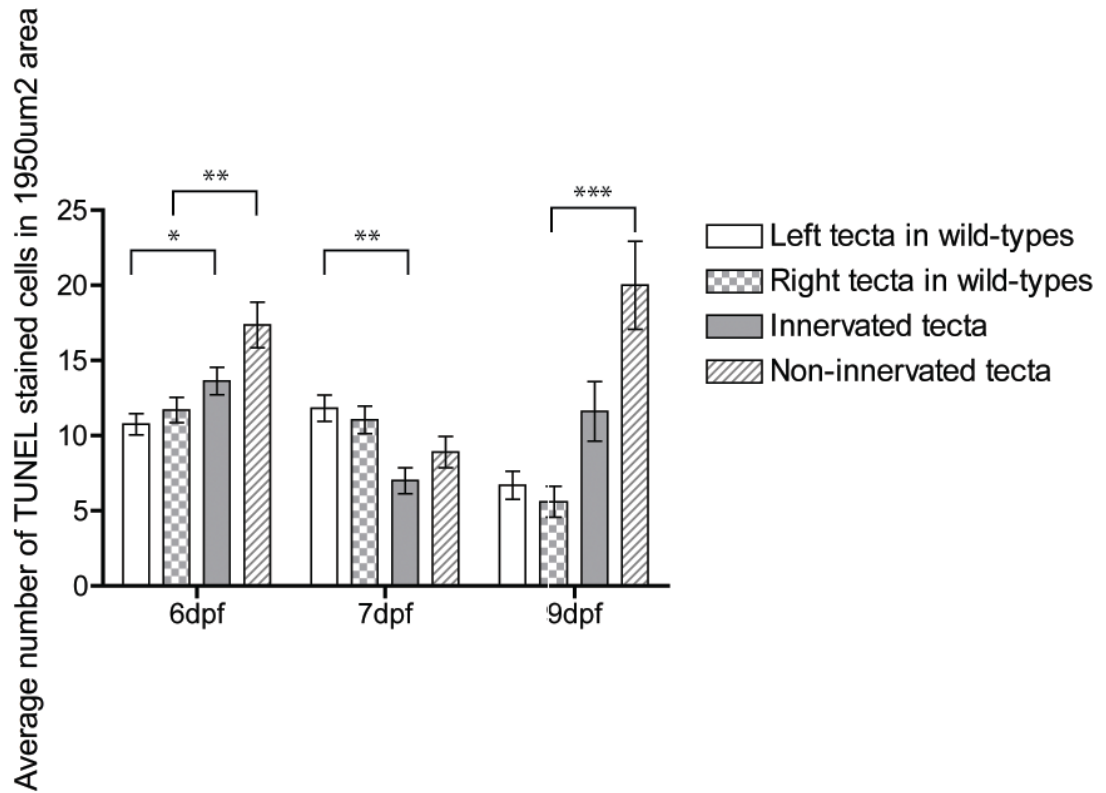 Average number of TUNEL stained cells in 1950um2 area
**
***
*
**
25
20
15
10
5
0
6dpf
7dpf
9dpf
Left tecta in wild-types
Right tecta in wild-types
Innervated tecta
Non-innervated tecta